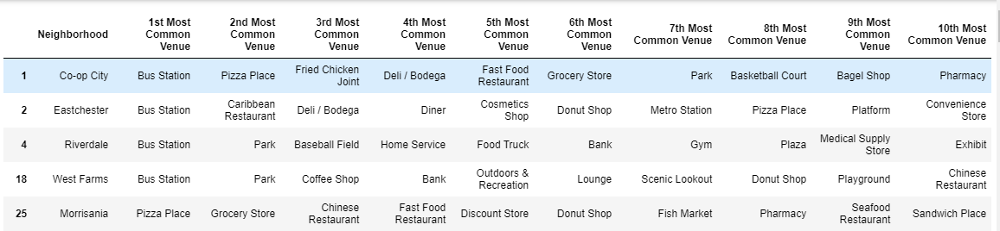 Neighborhood 1st Most Common Venue 2nd Most Common Venue 3rd Most Common Venue 4th Most Common Venue 5th Most Common Venue 6th Most Common Venue 7th Most Common Venue 8th Most Common Venue 9th Most Common Venue 10th Most Common Venue
1 Co-op City Bus Station Pizza Place Fried Chicken Joint Deli / Bodega Fast Food Restaurant Grocery Store Park Basketball Court Bagel Shop Pharmacy
2 Eastchester Bus Station Caribbean Restaurant Deli / Bodega Diner Cosmetics Shop Donut Shop Metro Station Pizza Place Platform Convenience Store
4 Riverdale Bus Station Park Baseball Field Home Service Food Truck Bank Gym Plaza Medical Supply Store Exhibit
18 West Farms Bus Station Park Coffee Shop Bank Outdoors & Recreation Lounge Scenic Lookout Donut Shop Playground Chinese Restaurant
25 Morrisania Pizza Place Grocery Store Chinese Restaurant Fast Food Restaurant Discount Store Donut Shop Fish Market Pharmacy Seafood Restaurant Sandwich Place